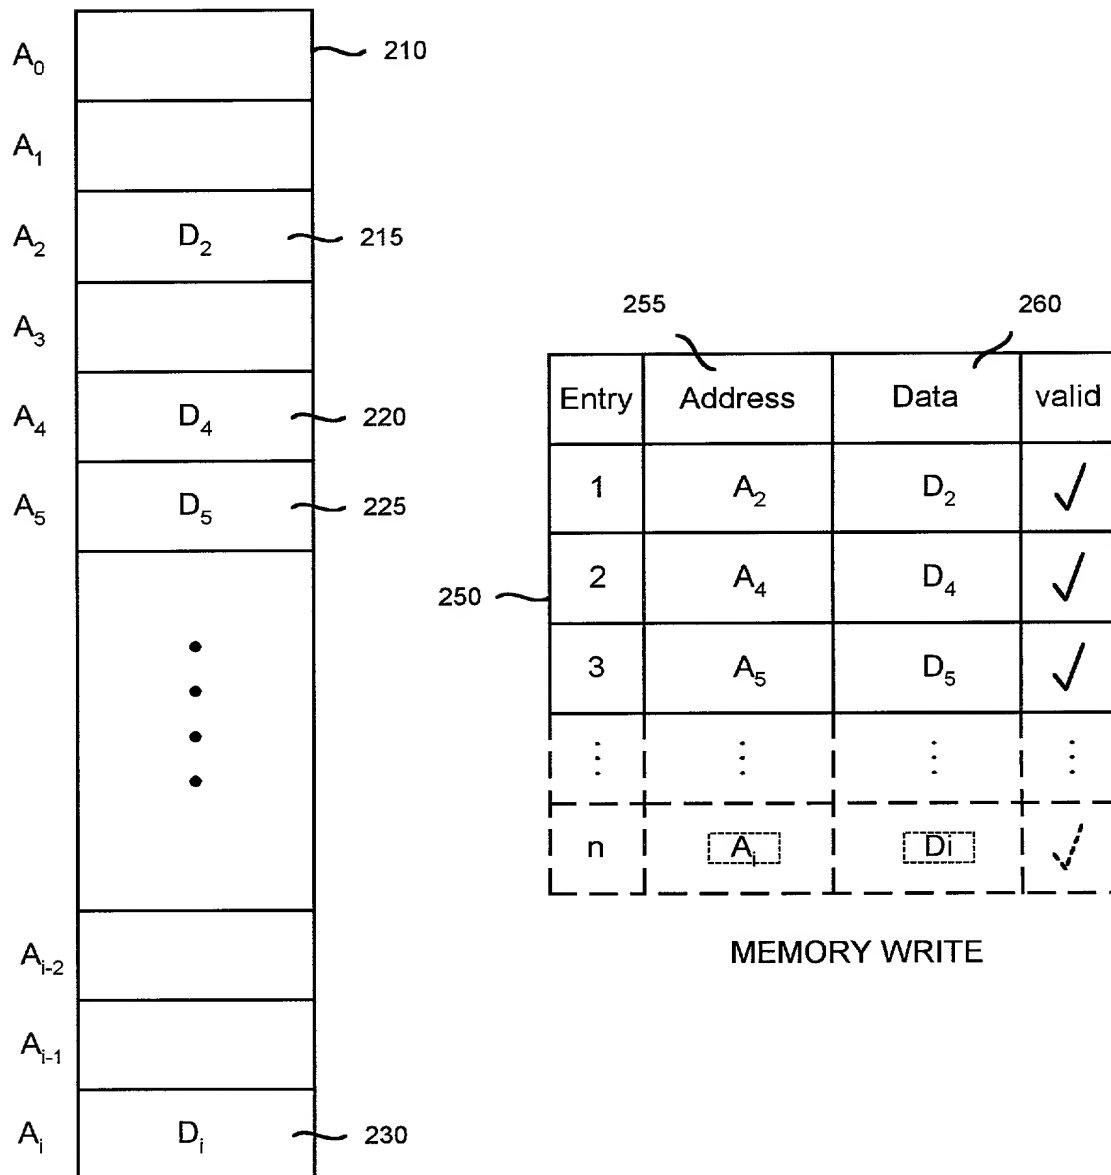 A0 210
A1
A2 D2 215
A3
A4 D4 220
A5 D5 225
Ai-2
Ai-1
Ai Di 230
255 260
Entry Address Data valid
1 A2 D2 ✓
250 2 A4 D4 ✓
3 A5 D5 ✓
n Ai Di ✓
MEMORY WRITE